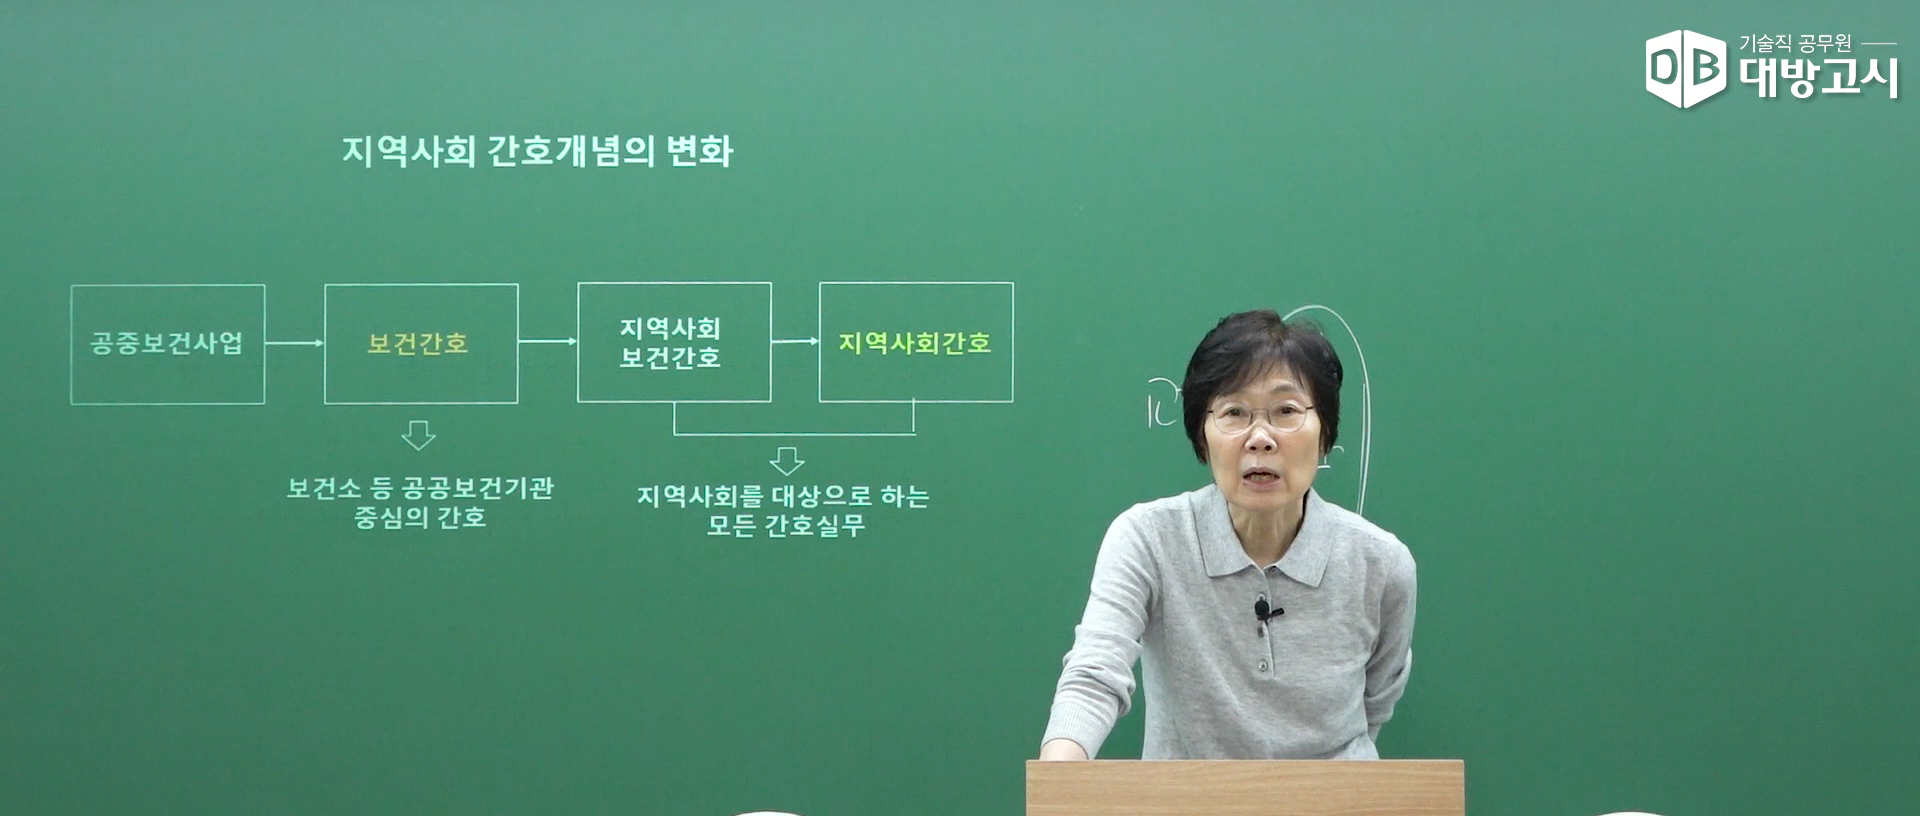 기술직 공무원
DB 대방고시
지역사회 간호개념의 변화
공중보건사업
보건간호
지역사회
보건간호
지역사회간호
보건소 등 공공보건기관
중심의 간호
지역사회를 대상으로 하는
모든 간호실무